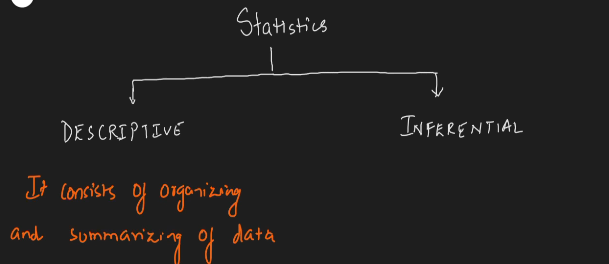 Statistics
DESCRIPTIVE
INFERENTIAL
It consists of organizing
and summarizing of data